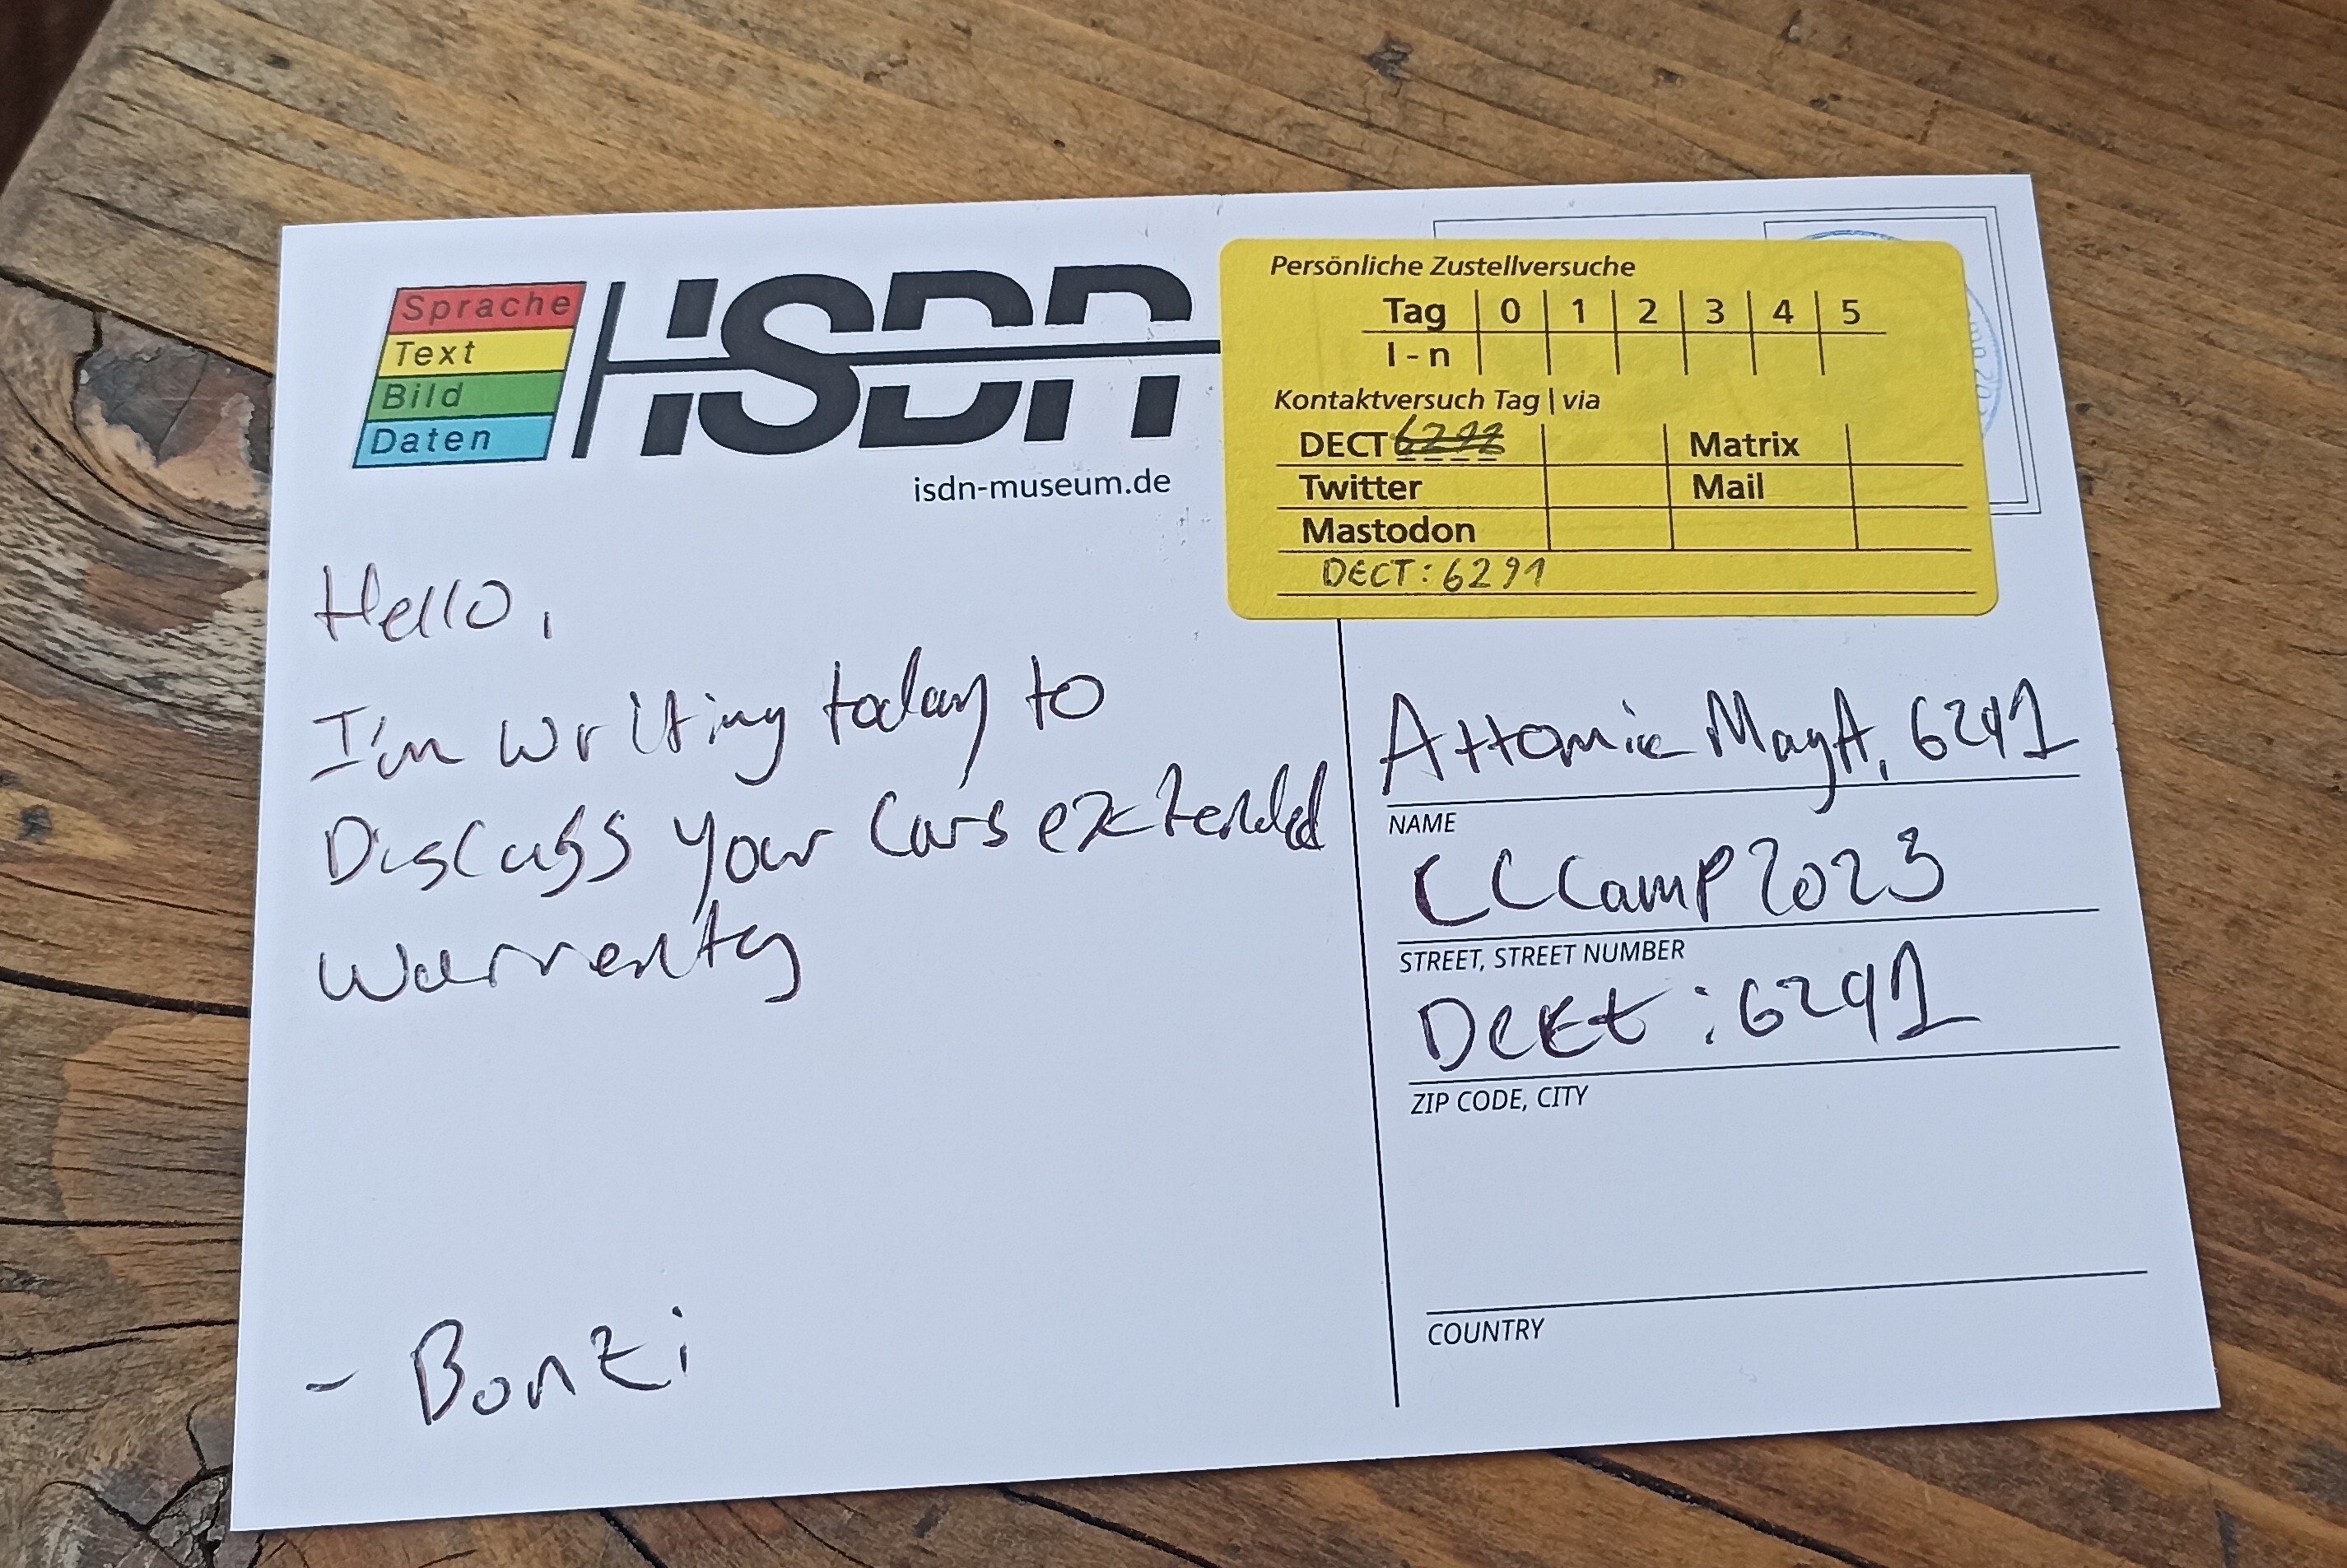 Sprache
Text
Bild
Daten
ISDN
isdn-museum.de
Persönliche Zustellversuche
Tag 0 1 2 3 4 5
I - n
Kontaktversuch Tag | via
DECT Matrix
Twitter Mail
Mastodon
DECT: 6291
Hello,
I'm writing today to
Discuss your cars extended
warrenty
- Bonzi
Attomic MayA, 6291
NAME
CCCamp2023
STREET, STREET NUMBER
Dect: 6291
ZIP CODE, CITY
COUNTRY